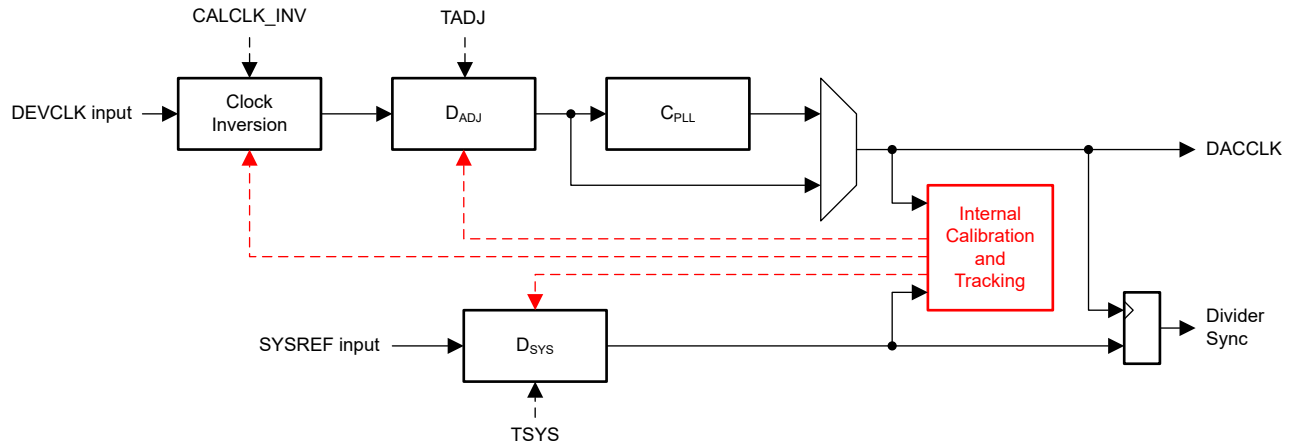 CALCLK_INV
TADJ
DEVCLK input
Clock
Inversion
DADJ
CPLL
DACCLK
Internal
Calibration
and
Tracking
SYSREF input
DSYS
Divider
Sync
TSYS